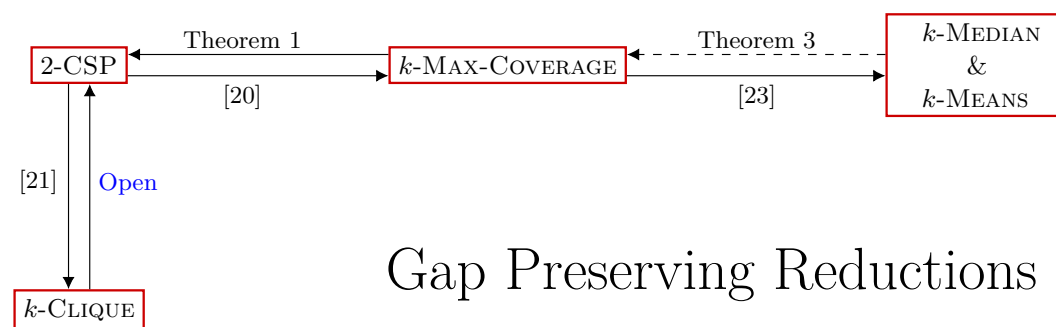 Theorem 1
Theorem 3
k-MEDIAN
&
k-MEANS
2-CSP
k-MAX-COVERAGE
[20]
[23]
[21]
Open
Gap Preserving Reductions
k-CLIQUE